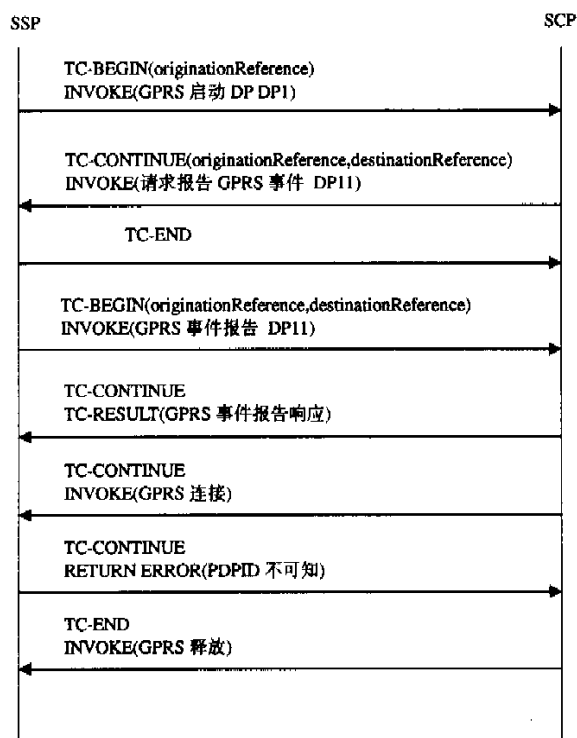 SSP
SCP
TC-BEGIN(originationReference)
INVOKE(GPRS 启动 DP DP1)
TC-CONTINUE(originationReference,destinationReference)
INVOKE(请求报告 GPRS 事件 DP11)
TC-END
TC-BEGIN(originationReference,destinationReference)
INVOKE(GPRS 事件报告 DP11)
TC-CONTINUE
TC-RESULT(GPRS 事件报告响应)
TC-CONTINUE
INVOKE(GPRS 连接)
TC-CONTINUE
RETURN ERROR(PDPID 不可知)
TC-END
INVOKE(GPRS 释放)